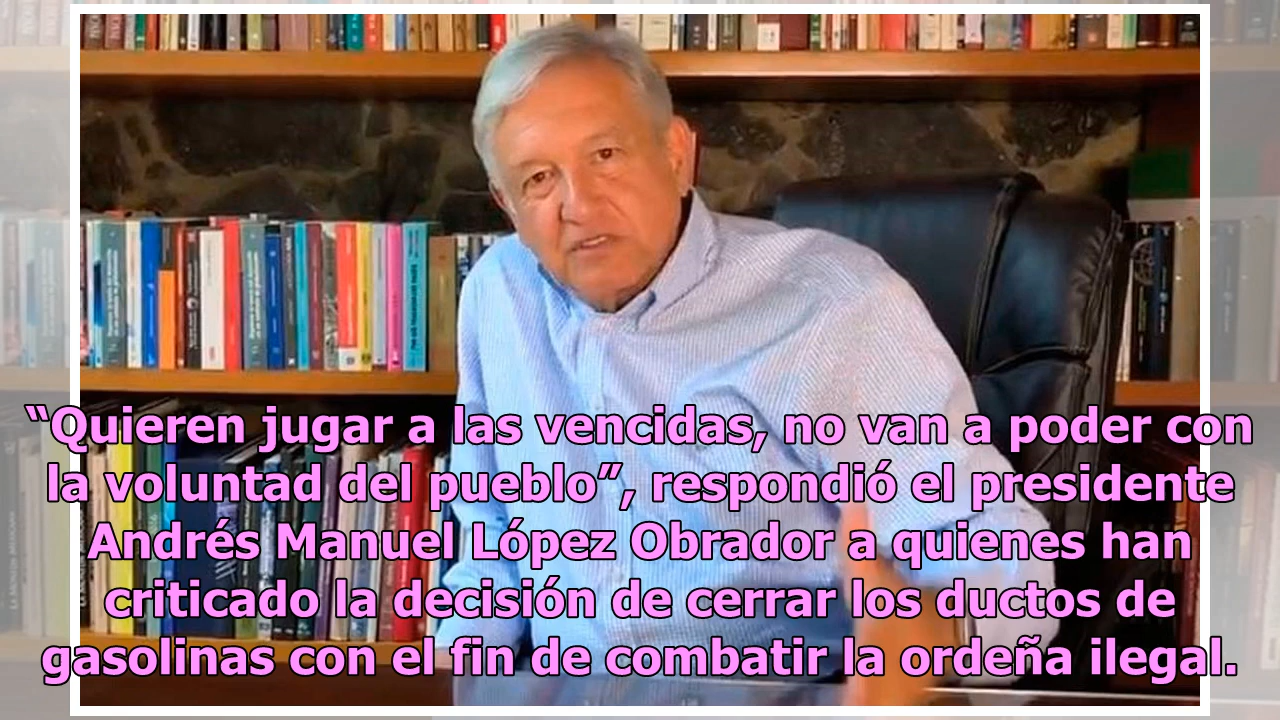 “Quieren jugar a las vencidas, no van a poder con
la voluntad del pueblo”, respondió el presidente
Andrés Manuel López Obrador a quienes han
criticado la decisión de cerrar los ductos de
gasolinas con el fin de combatir la ordeña ilegal.